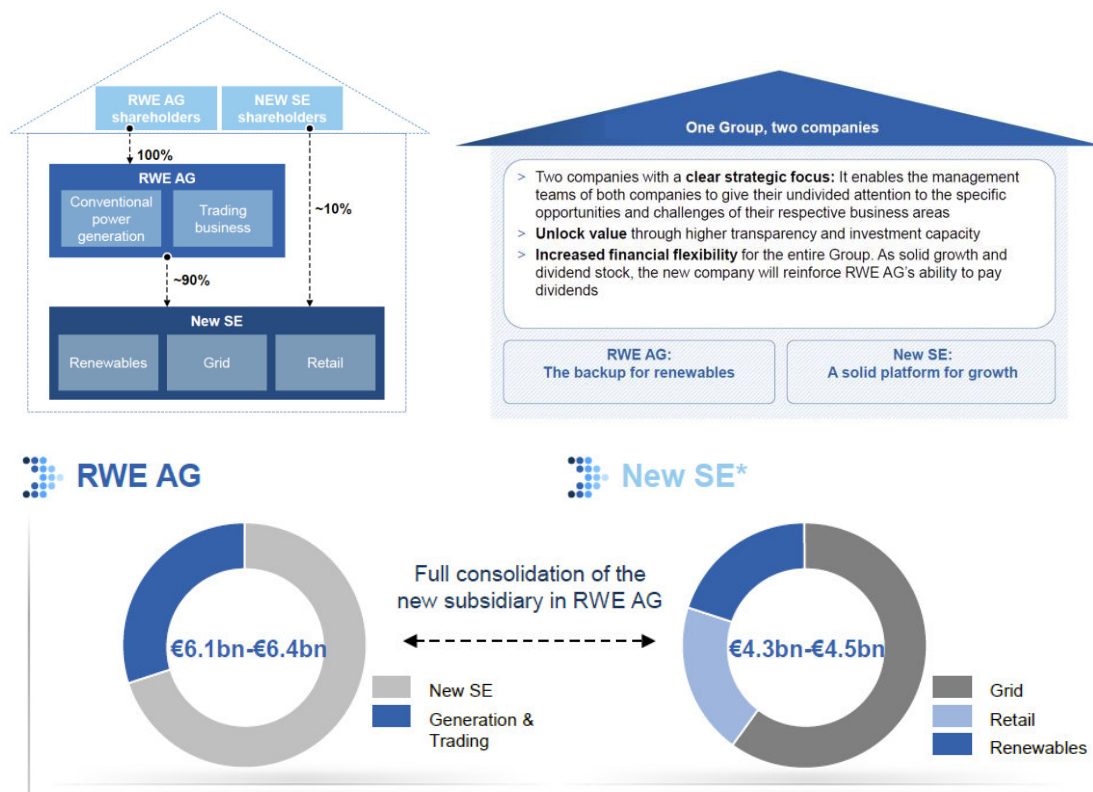 RWE AG
shareholders
NEW SE
shareholders
100%
RWE AG
Conventional
power
generation
Trading
business
~10%
~90%
New SE
Renewables
Grid
Retail
One Group, two companies
> Two companies with a clear strategic focus: It enables the management
teams of both companies to give their undivided attention to the specific
opportunities and challenges of their respective business areas
> Unlock value through higher transparency and investment capacity
> Increased financial flexibility for the entire Group. As solid growth and
dividend stock, the new company will reinforce RWE AG's ability to pay
dividends
RWE AG:
The backup for renewables
New SE:
A solid platform for growth
RWE AG
€6.1bn-€6.4bn
New SE
Generation &
Trading
Full consolidation of the
new subsidiary in RWE AG
New SE*
€4.3bn-€4.5bn
Grid
Retail
Renewables